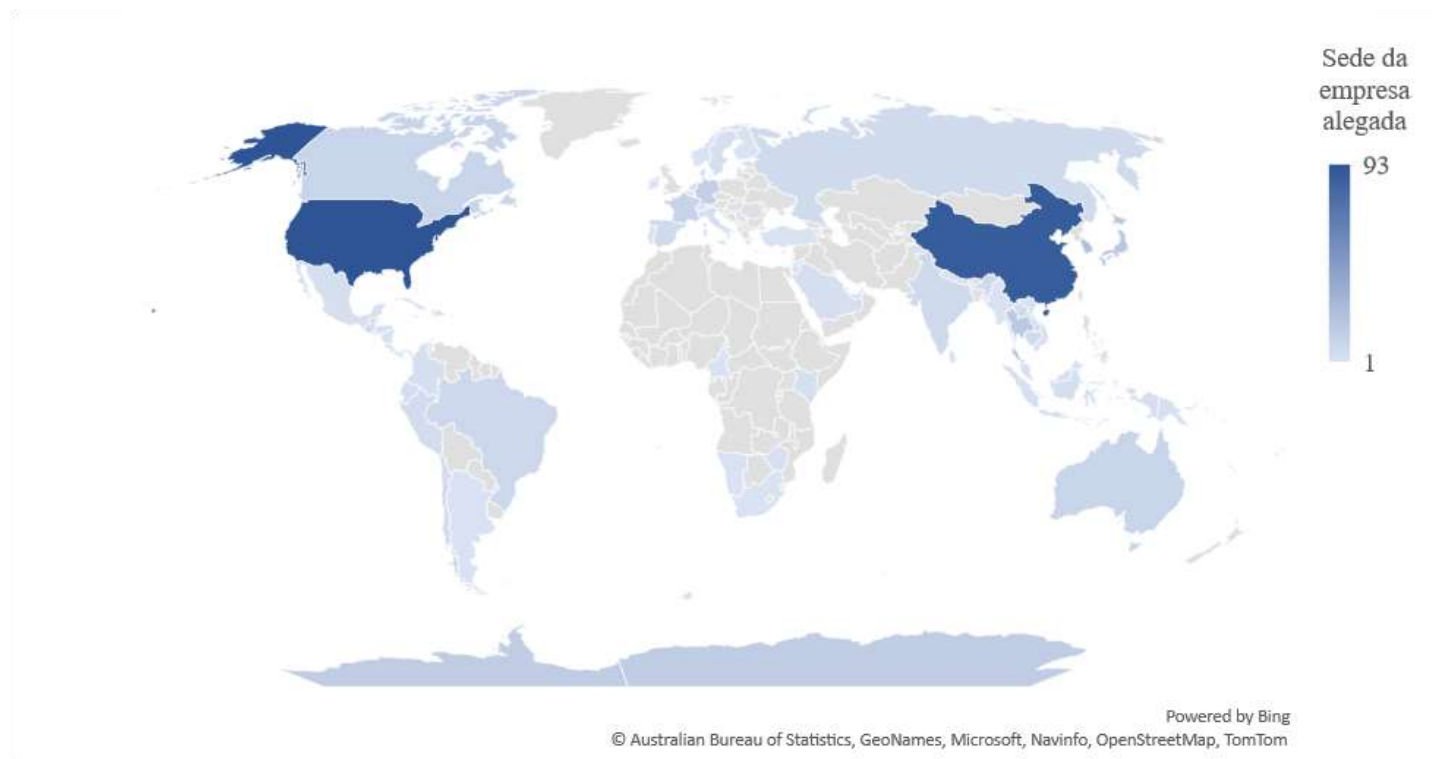 Sede da
empresa
alegada
93
1
Powered by Bing
© Australian Bureau of Statistics, GeoNames, Microsoft, Navinfo, OpenStreetMap, TomTom